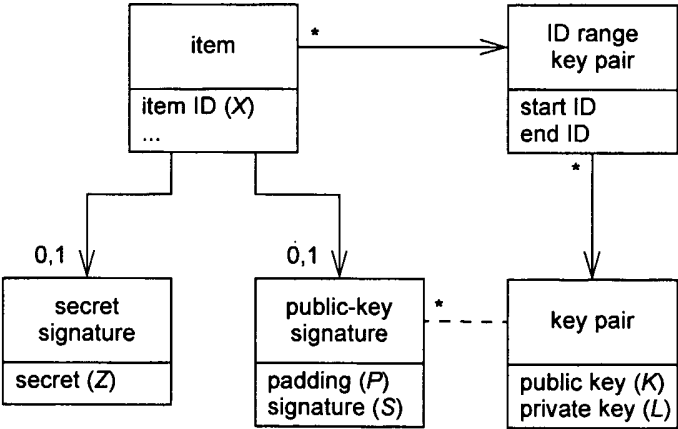 item
item ID (X)
...
*
ID range
key pair
start ID
end ID
*
0,1
0,1
secret
signature
secret (Z)
public-key
signature
padding (P)
signature (S)
*
key pair
public key (K)
private key (L)